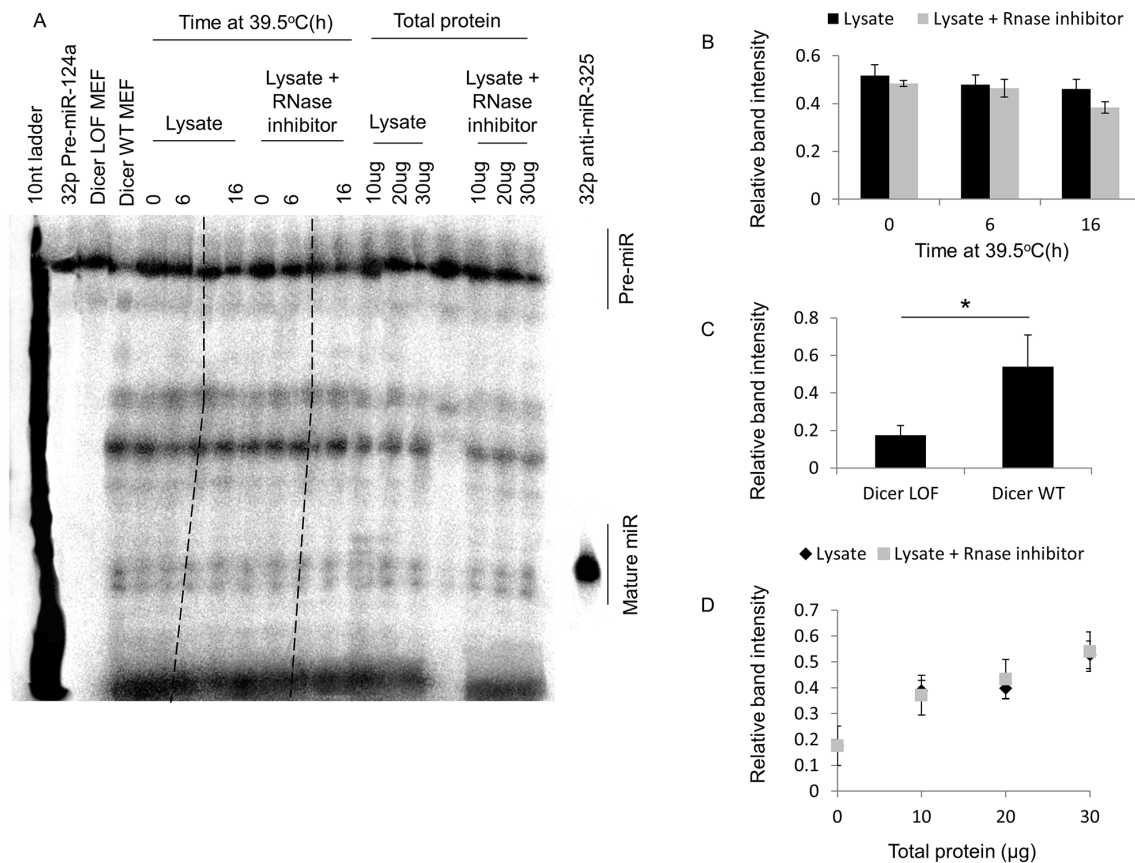 A
Time at 39.5°C(h)
Total protein
10nt ladder
32p Pre-miR-124a
Dicer LOF MEF
Dicer WT MEF
Lysate
Lysate +
RNase
inhibitor
Lysate
Lysate +
RNase
inhibitor
32p anti-miR-325
0
6
16
0
6
16
10ug
20ug
30ug
10ug
20ug
30ug
Pre-miR
Mature miR
B
Lysate
Lysate + Rnase inhibitor
Relative band intensity
0.6
0.4
0.2
0
0
6
16
Time at 39.5°C(h)
C
Relative band intensity
0.8
0.6
0.4
0.2
0
*
Dicer LOF
Dicer WT
D
Lysate
Lysate + Rnase inhibitor
Relative band intensity
0.7
0.6
0.5
0.4
0.3
0.2
0.1
0
0
10
20
30
Total protein (µg)